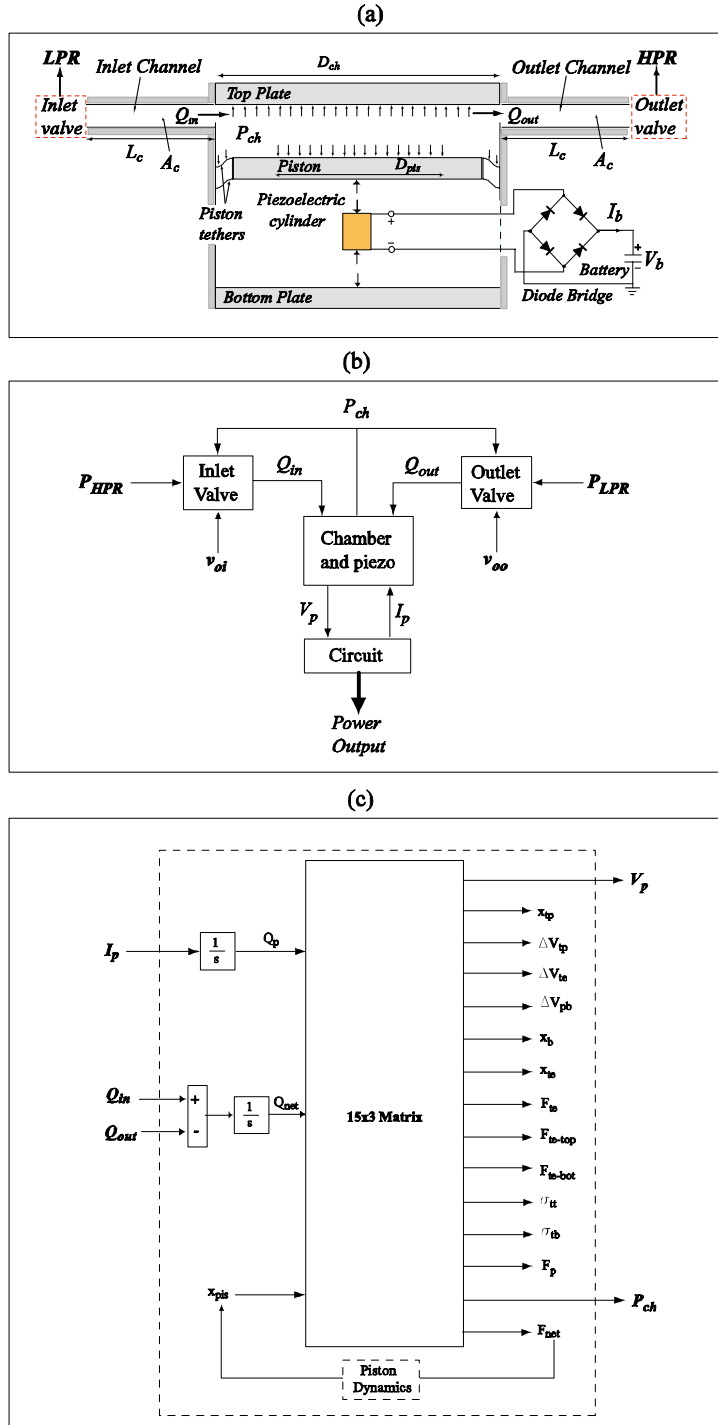 (a)
LPR
Inlet Channel
D_ch
Outlet Channel
HPR
Top Plate
Inlet
valve
Q_in
Q_out
Outlet
valve
P_ch
L_c
A_c
L_c
A_c
Piston
D_pis
Piston
tethers
Piezoelectric
cylinder
+
−
I_b
+
−
V_b
Battery
Diode Bridge
Bottom Plate
(b)
P_ch
Inlet
Valve
Q_in
Q_out
Outlet
Valve
P_HPR
P_LPR
v_oi
v_oo
Chamber
and piezo
V_p
I_p
Circuit
Power
Output
(c)
V_p
x_tp
I_p
1/s
Q_p
ΔV_tp
ΔV_te
ΔV_pb
x_b
x_te
Q_in
+
Q_out
-
1/s
Q_net
15x3 Matrix
F_te
F_te-top
F_te-bot
σ_tt
σ_tb
F_p
x_pis
P_ch
F_net
Piston
Dynamics